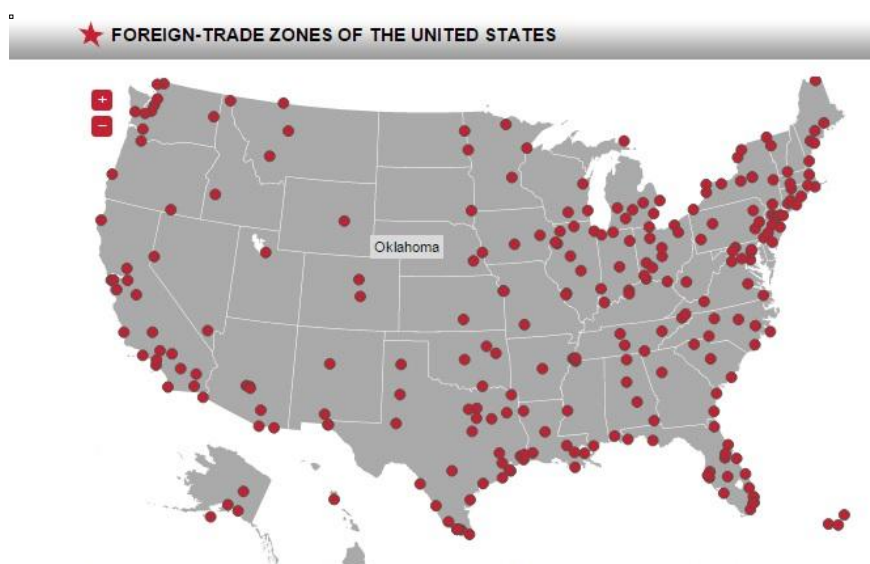 FOREIGN-TRADE ZONES OF THE UNITED STATES
+
−
Oklahoma